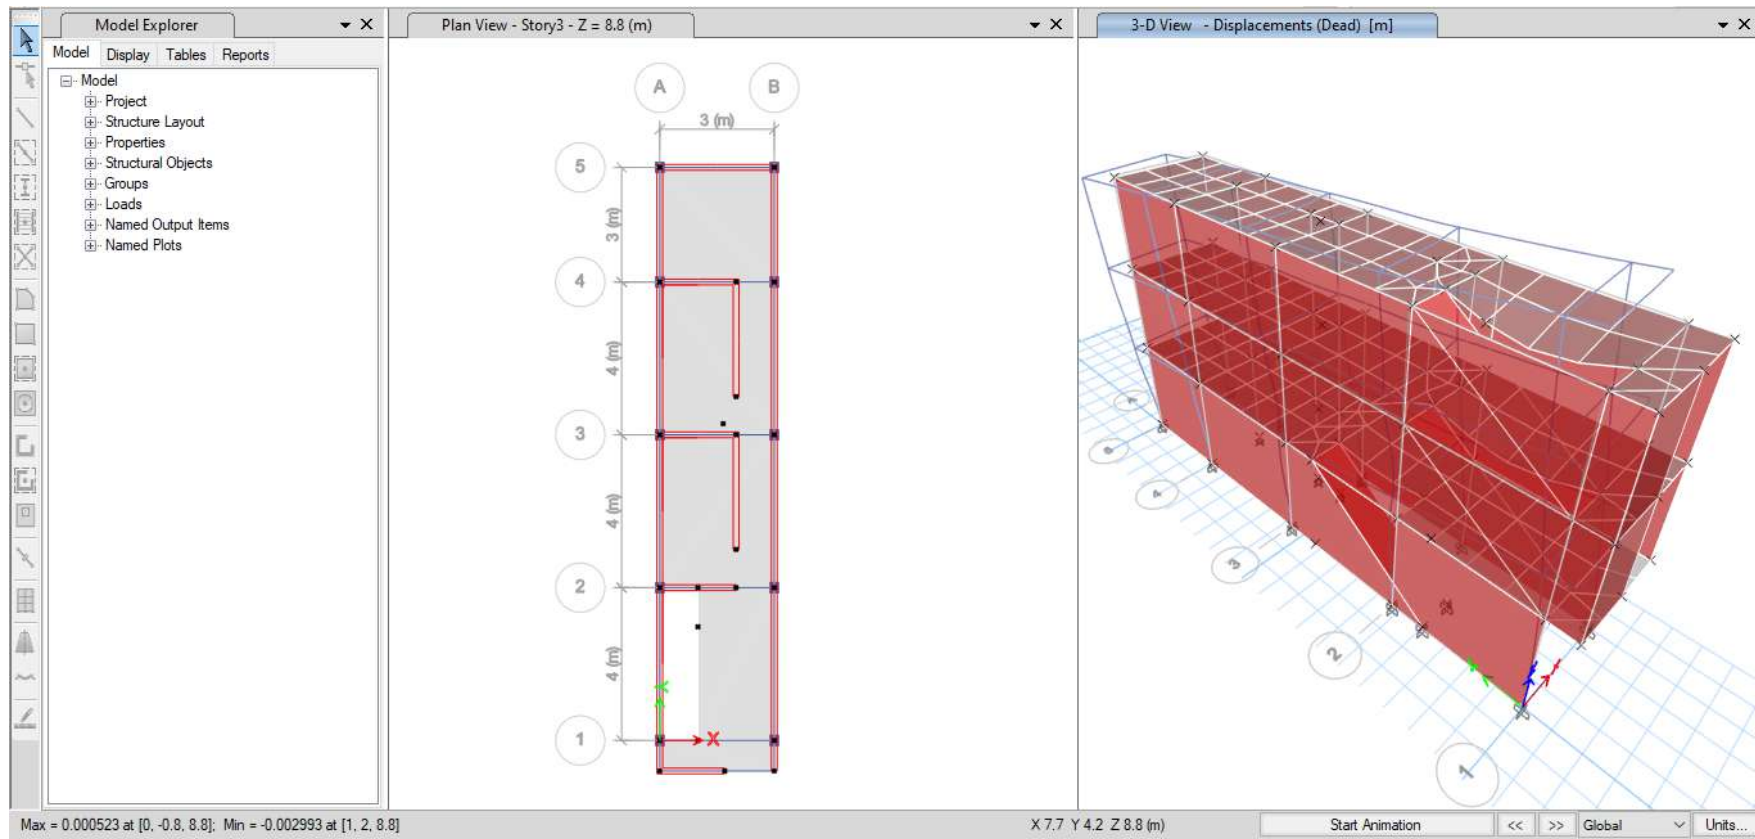 Model Explorer
Model Display Tables Reports
Model
Project
Structure Layout
Properties
Structural Objects
Groups
Loads
Named Output Items
Named Plots
Plan View - Story3 - Z = 8.8 (m)
A B
3 (m)
5
3 (m)
4
4 (m)
3
4 (m)
2
4 (m)
1
X
3-D View - Displacements (Dead) [m]
4
3
2
1
Max = 0.000523 at [0, -0.8, 8.8]; Min = -0.002993 at [1, 2, 8.8]
X 7.7 Y 4.2 Z 8.8 (m)
Start Animation << >> Global Units...